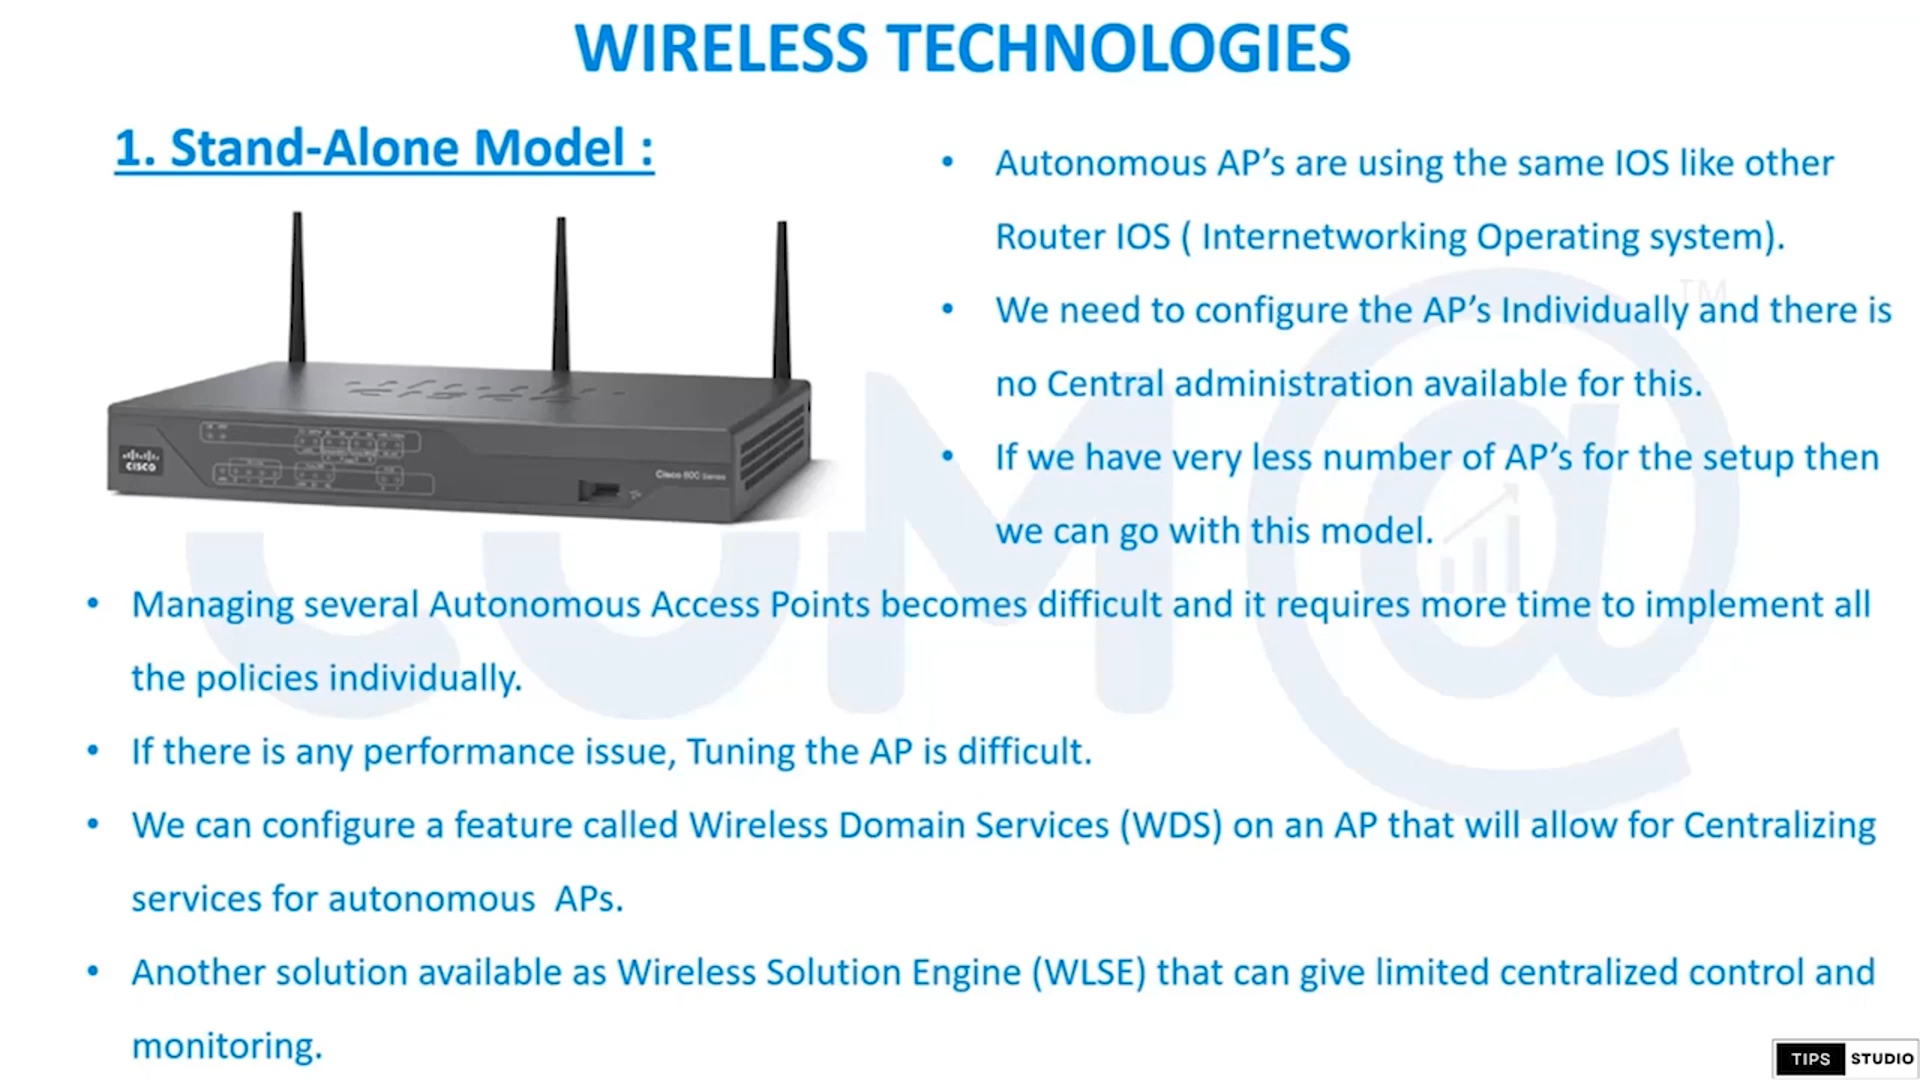 WIRELESS TECHNOLOGIES
1. Stand-Alone Model :
• Autonomous AP’s are using the same IOS like other
Router IOS ( Internetworking Operating system).
• We need to configure the AP’s Individually and there is
no Central administration available for this.
• If we have very less number of AP’s for the setup then
we can go with this model.
CISCO
Cisco 800 Series
• Managing several Autonomous Access Points becomes difficult and it requires more time to implement all
the policies individually.
• If there is any performance issue, Tuning the AP is difficult.
• We can configure a feature called Wireless Domain Services (WDS) on an AP that will allow for Centralizing
services for autonomous  APs.
• Another solution available as Wireless Solution Engine (WLSE) that can give limited centralized control and
monitoring.
TM
TIPS STUDIO